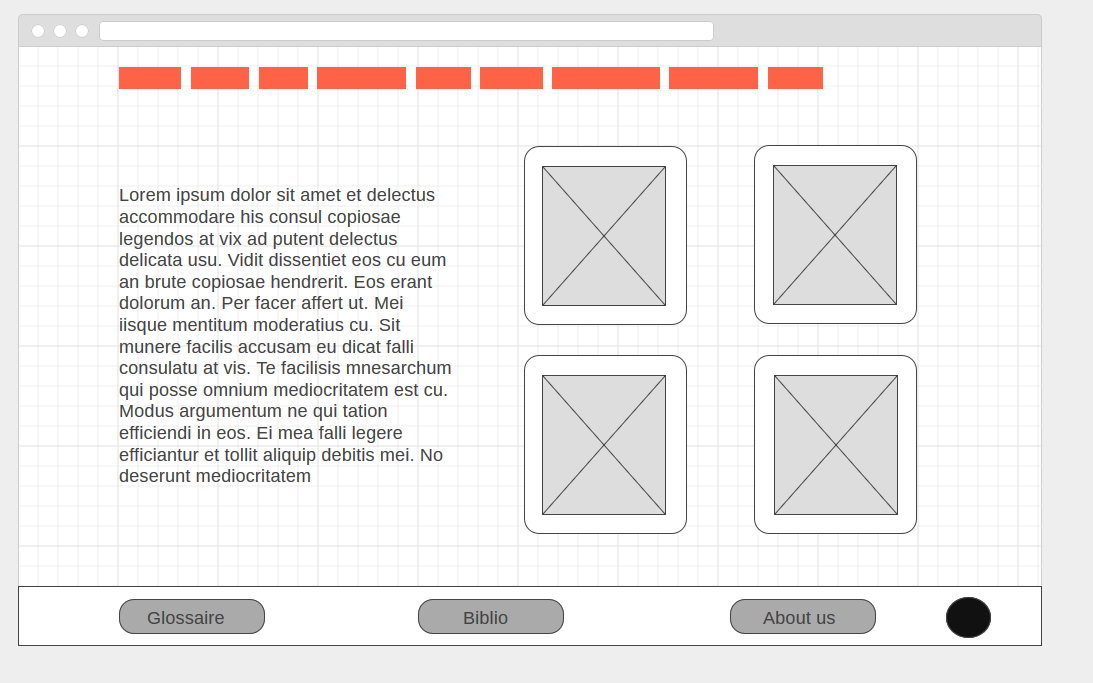 Lorem ipsum dolor sit amet et delectus
accommodare his consul copiosae
legendos at vix ad putent delectus
delicata usu. Vidit dissentiet eos cu eum
an brute copiosae hendrerit. Eos erant
dolorum an. Per facer affert ut. Mei
iisque mentitum moderatius cu. Sit
munere facilis accusam eu dicat falli
consulatu at vis. Te facilisis mnesarchum
qui posse omnium mediocritatem est cu.
Modus argumentum ne qui tation
efficiendi in eos. Ei mea falli legere
efficiantur et tollit aliquip debitis mei. No
deserunt mediocritatem
Glossaire
Biblio
About us